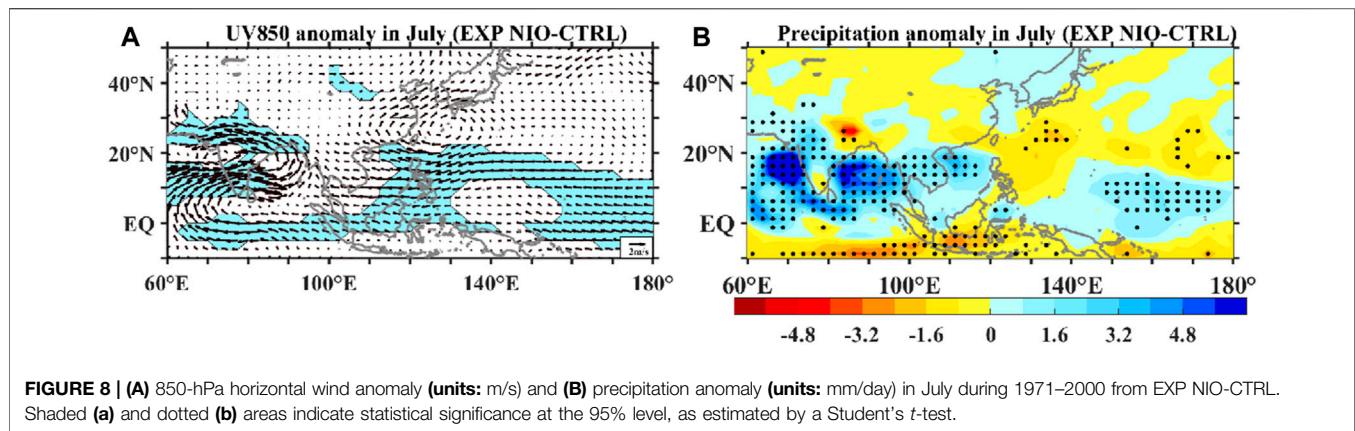 A
UV850 anomaly in July (EXP NIO-CTRL)
40°N
20°N
EQ
60°E
100°E
140°E
180°
2m/s
B
Precipitation anomaly in July (EXP NIO-CTRL)
40°N
20°N
EQ
60°E
100°E
140°E
180°
-4.8 -3.2 -1.6 0 1.6 3.2 4.8
FIGURE 8 | (A) 850-hPa horizontal wind anomaly (units: m/s) and (B) precipitation anomaly (units: mm/day) in July during 1971–2000 from EXP NIO-CTRL.
Shaded (a) and dotted (b) areas indicate statistical significance at the 95% level, as estimated by a Student's t-test.